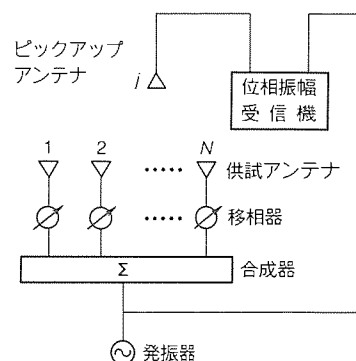 ピックアップ
アンテナ
j
位相振幅
受信機
1 2 ····· N
供試アンテナ
····· 移相器
Σ 合成器
発振器